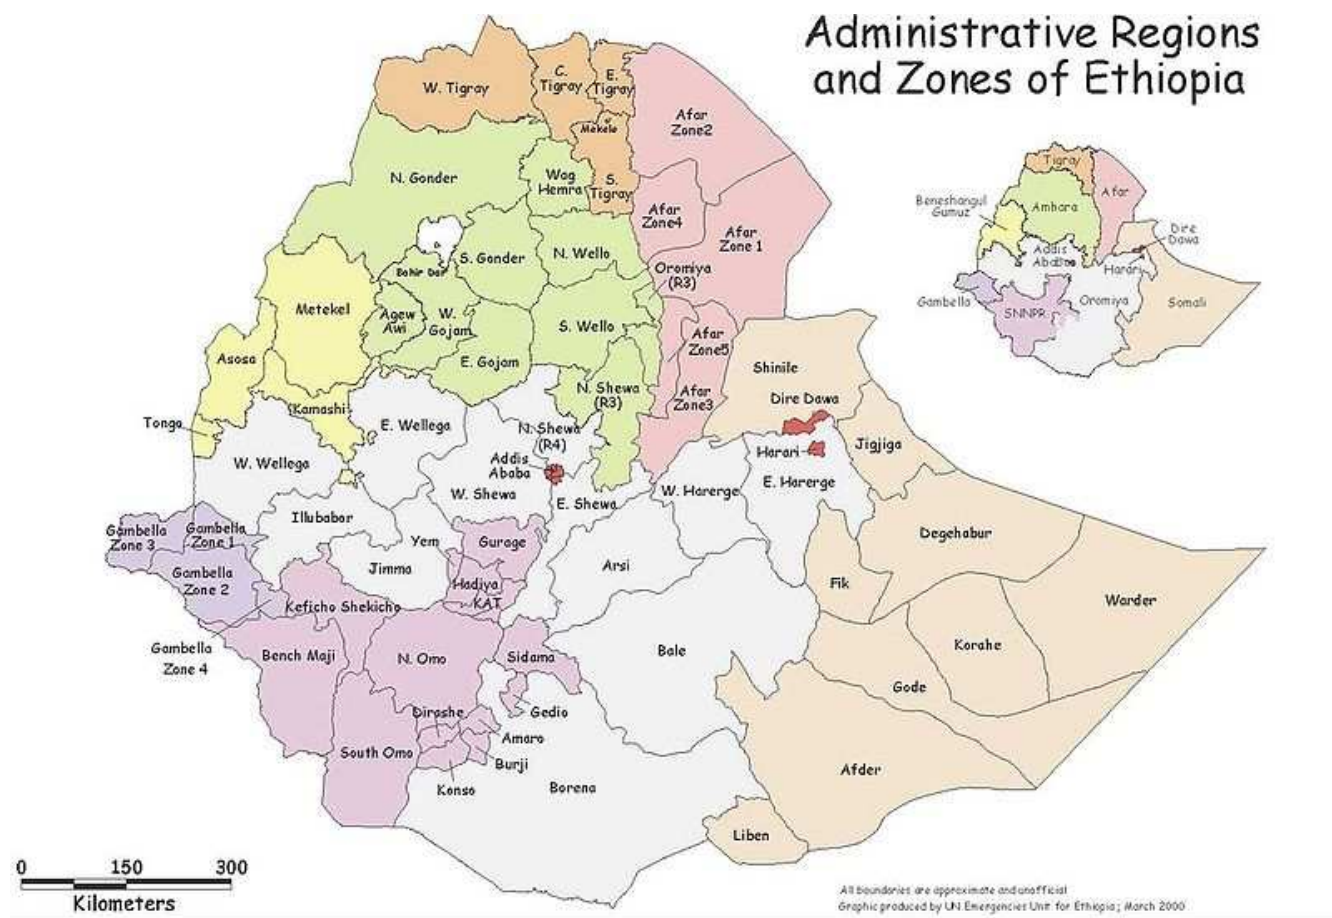 Administrative Regions
and Zones of Ethiopia
W. Tigray
C.
Tigray
E.
Tigray
Mekele
S.
Tigray
Afar
Zone2
N. Gonder
Wag
Hemra
Afar
Zone4
Afar
Zone 1
Bahir Dar
S. Gonder
N. Wello
Oromiya
(R3)
Metekel
Agew
Awi
W.
Gojam
S. Wello
Afar
Zone5
Asosa
E. Gojam
Shinile
N. Shewa
(R3)
Afar
Zone3
Dire Dawa
Kamashi
Tongo
E. Wellega
N. Shewa
(R4)
Harari
Jigjiga
W. Wellega
Addis
Ababa
W. Shewa
E. Shewa
W. Harerge
E. Harerge
Gambella
Zone 3
Gambella
Zone 1
Illubabor
Yem
Gurage
Degehabur
Gambella
Zone 2
Jimma
Arsi
Hadiya
KAT
Fik
Warder
Keficho Shekicho
Gambella
Zone 4
Bench Maji
N. Omo
Sidama
Bale
Korahe
Gode
Dirashe
Gedio
Amaro
Burji
South Omo
Konso
Borena
Afder
Liben
Tigray
Beneshangul
Gumuz
Amhara
Afar
Dire
Dawa
Addis
Ababa
Harari
Gambella
SNNPR
Oromiya
Somali
0 150 300
Kilometers
All boundaries are approximate and unofficial
Graphic produced by UN Emergencies Unit for Ethiopia; March 2000